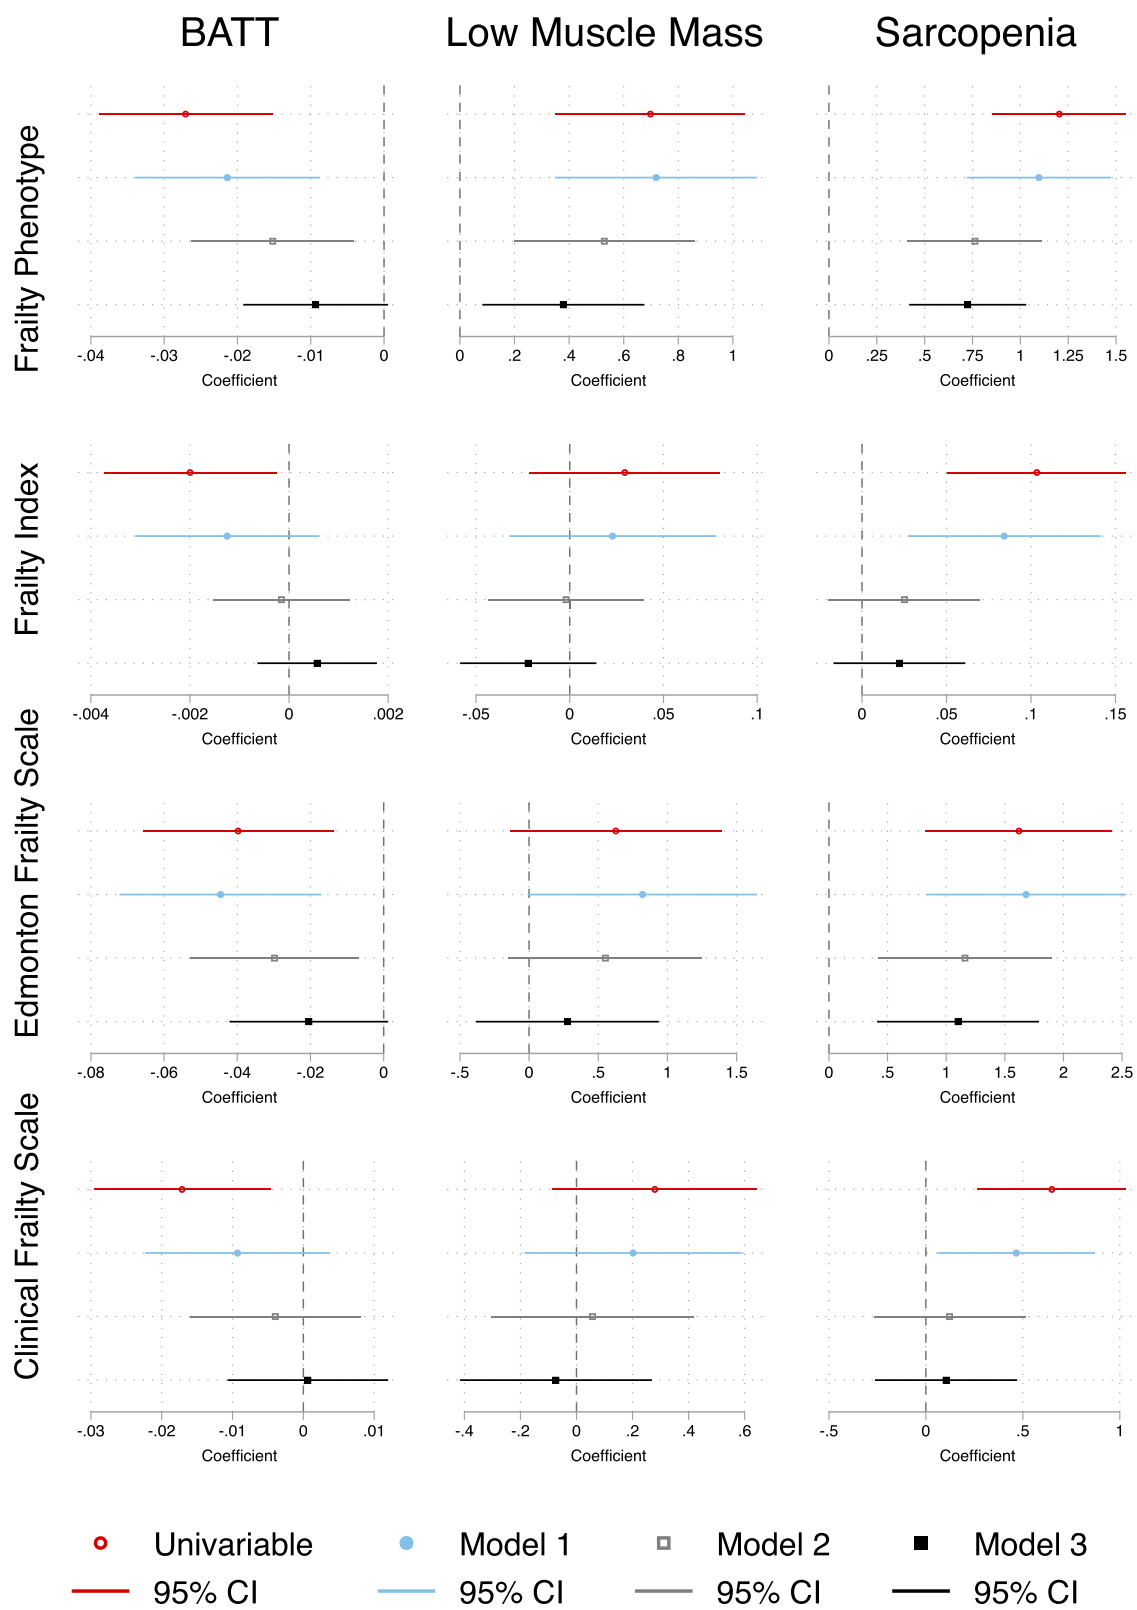 BATT Low Muscle Mass Sarcopenia
Frailty Phenotype
-.04 -.03 -.02 -.01 0
Coefficient
0 .2 .4 .6 .8 1
Coefficient
0 .25 .5 .75 1 1.25 1.5
Coefficient
Frailty Index
-.004 -.002 0 .002
Coefficient
-.05 0 .05 .1
Coefficient
0 .05 .1 .15
Coefficient
Edmonton Frailty Scale
-.08 -.06 -.04 -.02 0
Coefficient
-.5 0 .5 1 1.5
Coefficient
0 .5 1 1.5 2 2.5
Coefficient
Clinical Frailty Scale
-.03 -.02 -.01 0 .01
Coefficient
-.4 -.2 0 .2 .4 .6
Coefficient
-.5 0 .5 1
Coefficient
Univariable Model 1 Model 2 Model 3
95% CI 95% CI 95% CI 95% CI